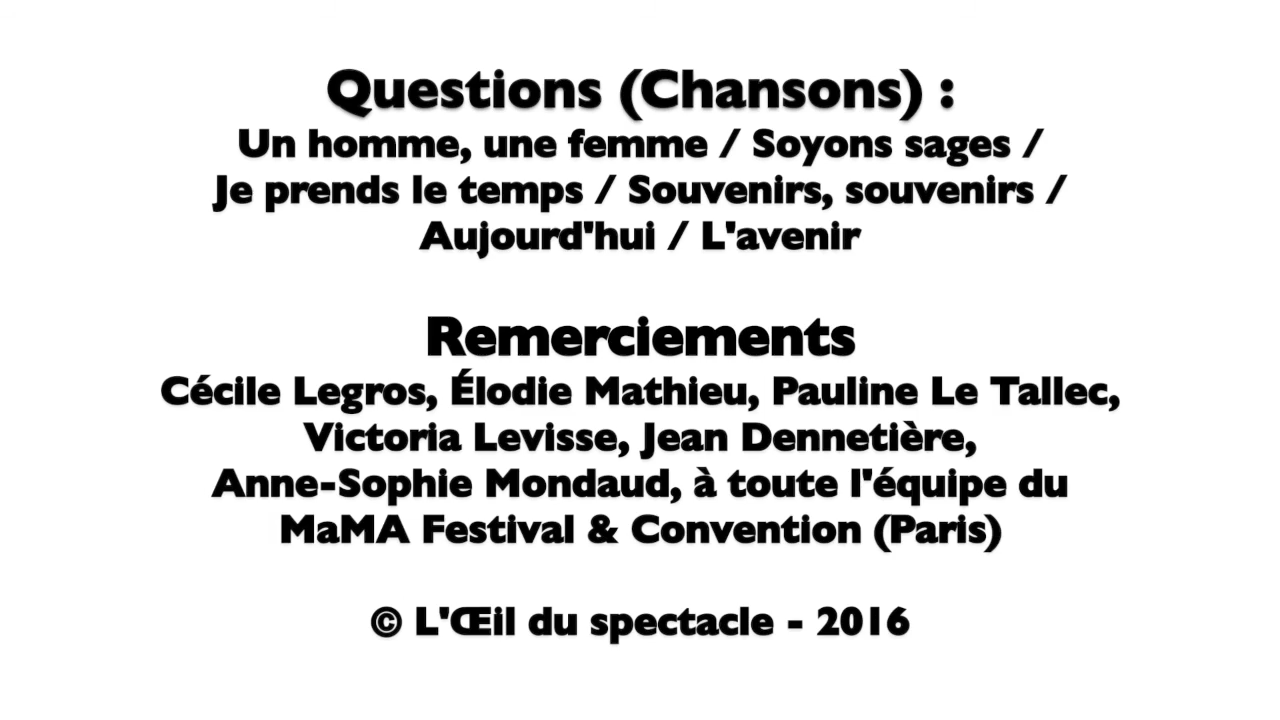 Questions (Chansons) :
Un homme, une femme / Soyons sages /
Je prends le temps / Souvenirs, souvenirs /
Aujourd'hui / L'avenir
Remerciements
Cécile Legros, Élodie Mathieu, Pauline Le Tallec,
Victoria Levisse, Jean Dennetière,
Anne-Sophie Mondaud, à toute l'équipe du
MaMA Festival & Convention (Paris)
© L'Œil du spectacle - 2016